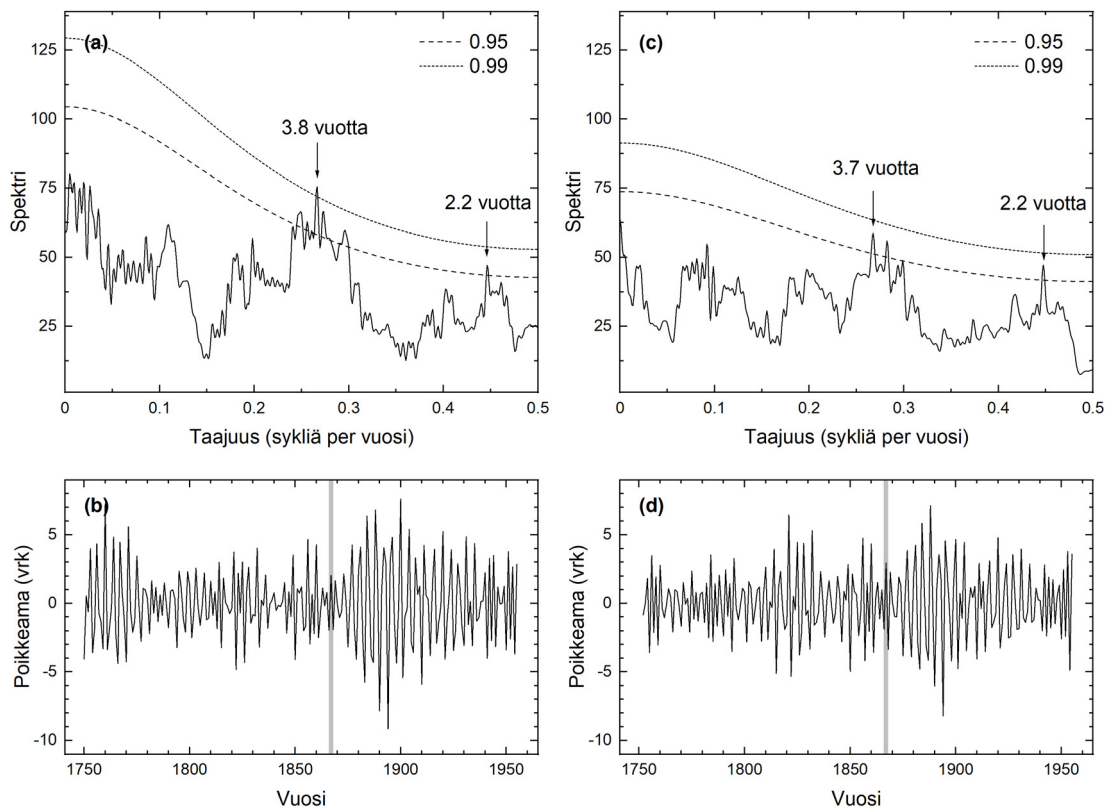 (a)
0.95
0.99
3.8 vuotta
2.2 vuotta
125
100
75
50
25
Spektri
0
0.1
0.2
0.3
0.4
0.5
Taajuus (sykliä per vuosi)
(c)
0.95
0.99
3.7 vuotta
2.2 vuotta
125
100
75
50
25
Spektri
0
0.1
0.2
0.3
0.4
0.5
Taajuus (sykliä per vuosi)
(b)
5
0
-5
-10
Poikkeama (vrk)
1750
1800
1850
1900
1950
Vuosi
(d)
5
0
-5
-10
Poikkeama (vrk)
1750
1800
1850
1900
1950
Vuosi